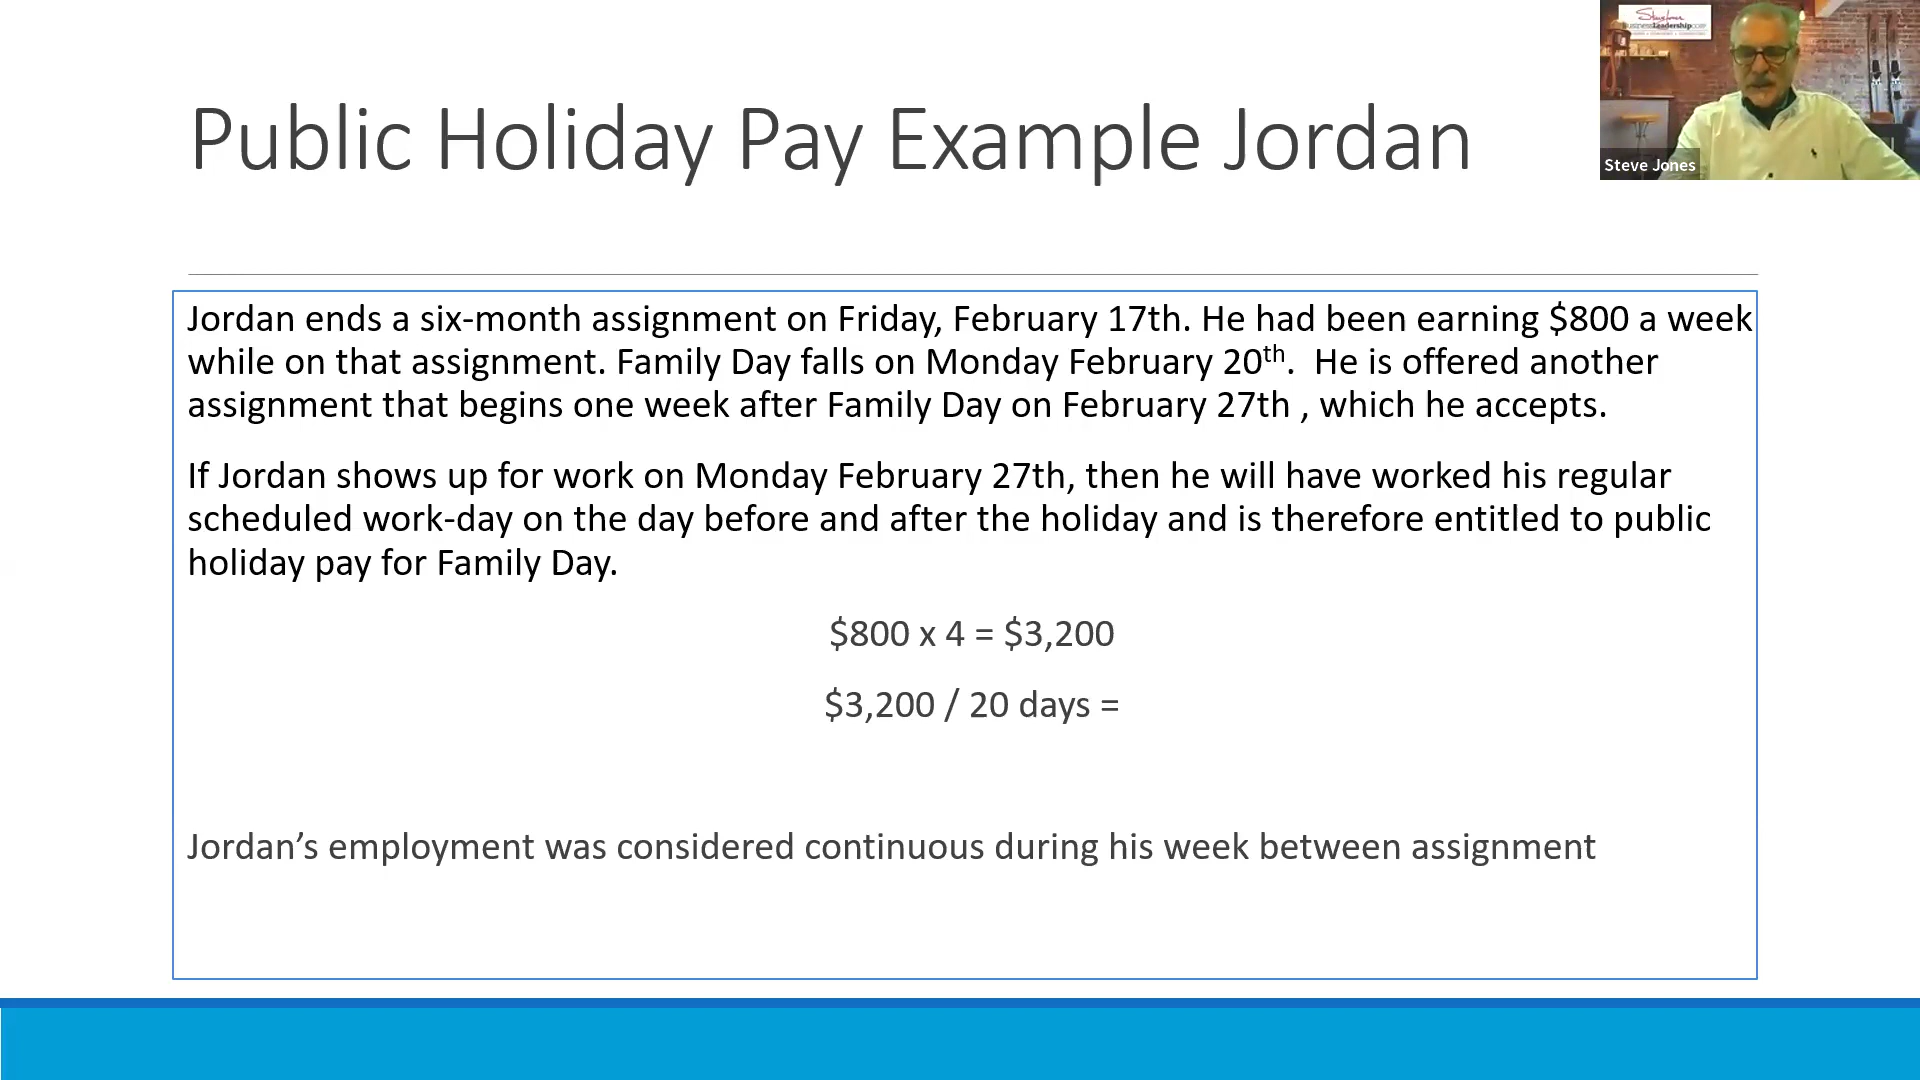 Public Holiday Pay Example Jordan
Steve Jones
Jordan ends a six-month assignment on Friday, February 17th. He had been earning $800 a week
while on that assignment. Family Day falls on Monday February 20th.  He is offered another
assignment that begins one week after Family Day on February 27th , which he accepts.
If Jordan shows up for work on Monday February 27th, then he will have worked his regular
scheduled work-day on the day before and after the holiday and is therefore entitled to public
holiday pay for Family Day.
$800 x 4 = $3,200
$3,200 / 20 days =
Jordan’s employment was considered continuous during his week between assignment